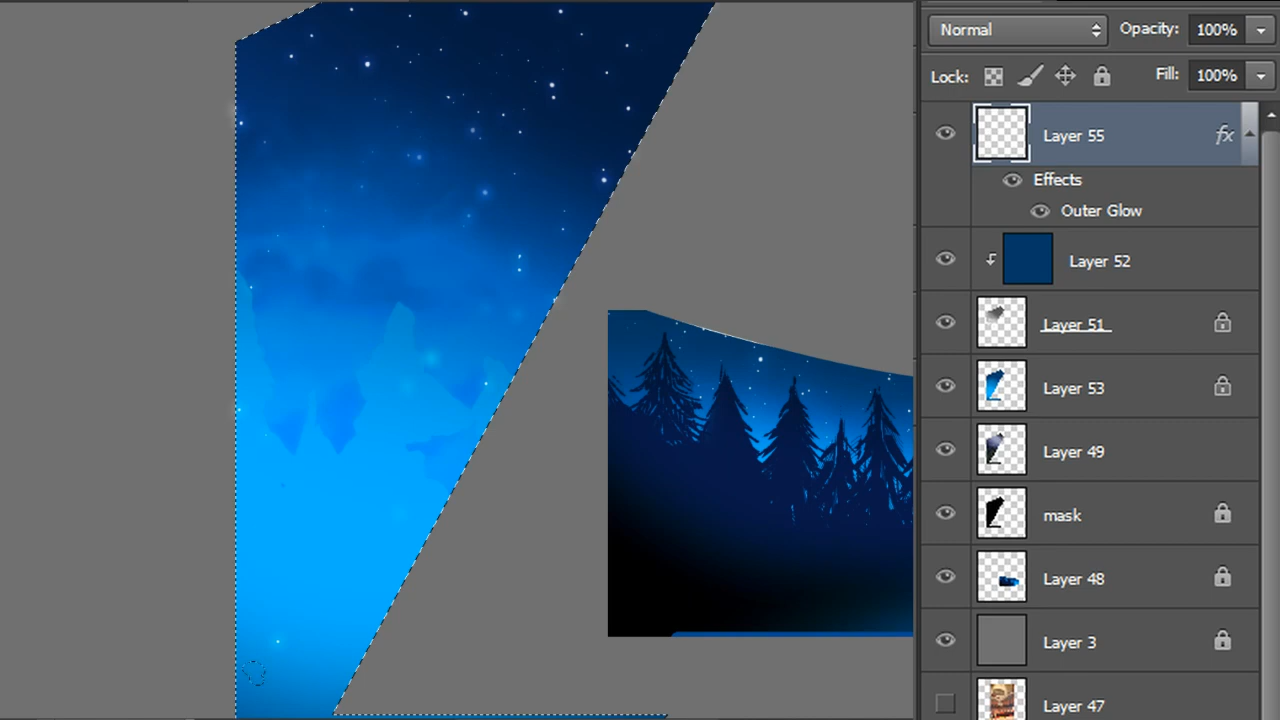 Normal Opacity: 100%
Lock: Fill: 100%
Layer 55 fx
Effects
Outer Glow
Layer 52
Layer 51
Layer 53
Layer 49
mask
Layer 48
Layer 3
Layer 47